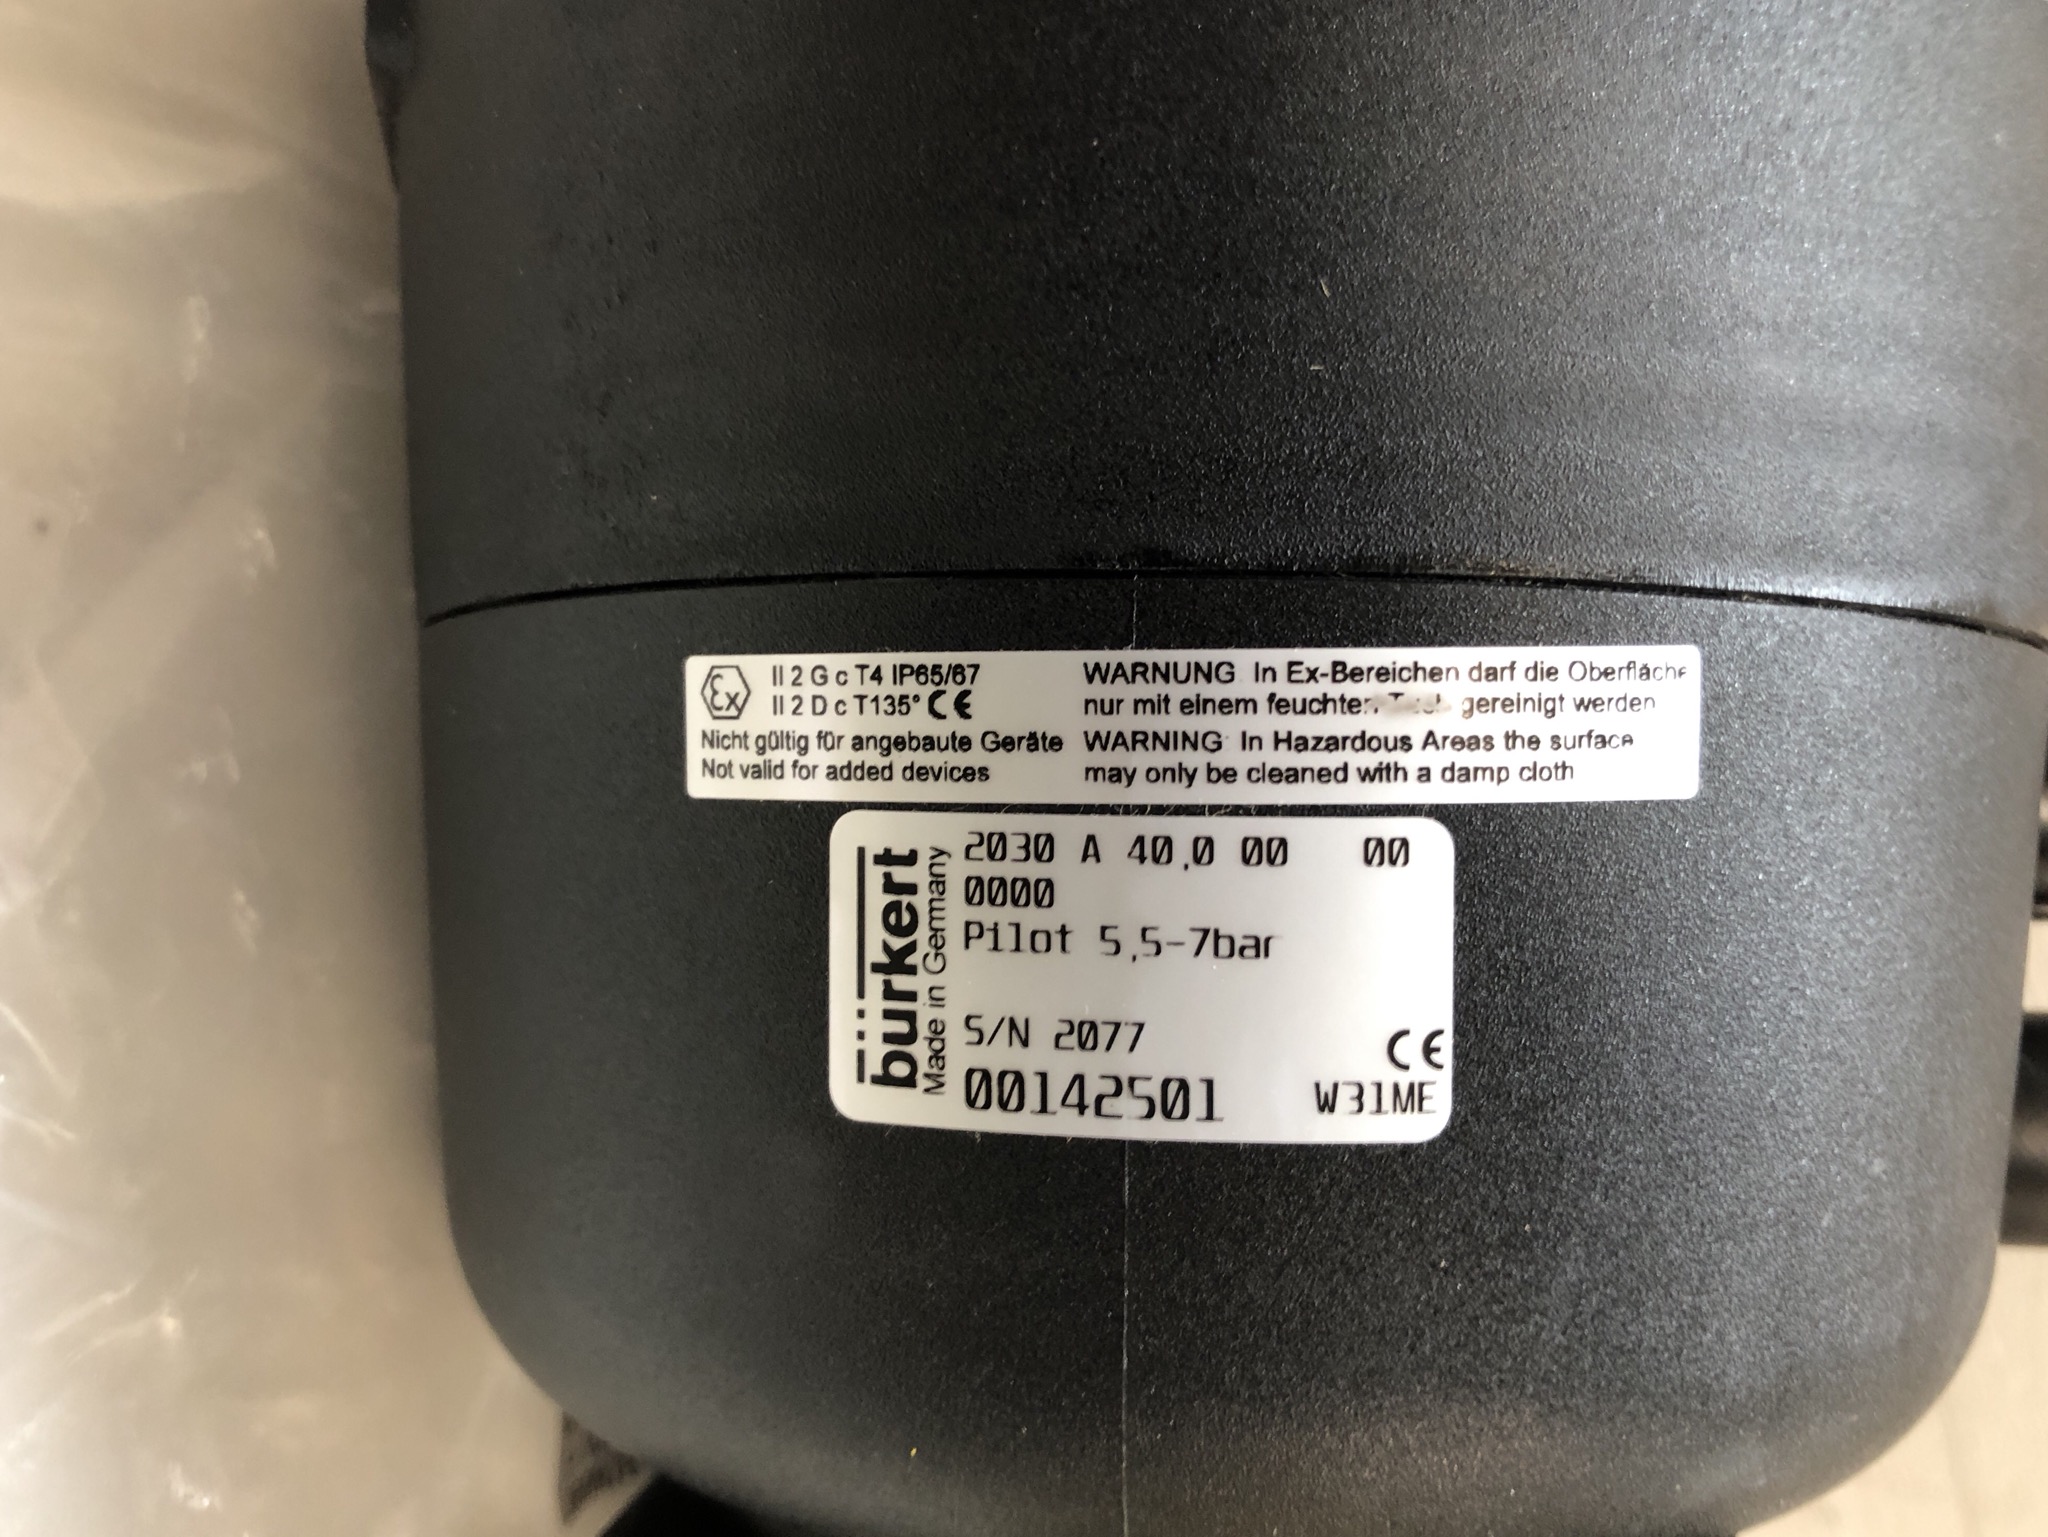 Ex II 2 G c T4 IP65/67
II 2 D c T135° CE
Nicht gültig für angebaute Geräte
Not valid for added devices
WARNUNG In Ex-Bereichen darf die Oberfläche
nur mit einem feuchten gereinigt werden
WARNING In Hazardous Areas the surface
may only be cleaned with a damp cloth
bürkert
Made in Germany
2030 A 40,0 00 00
0000
Pilot 5,5-7bar
S/N 2077
CE
00142501 W31ME